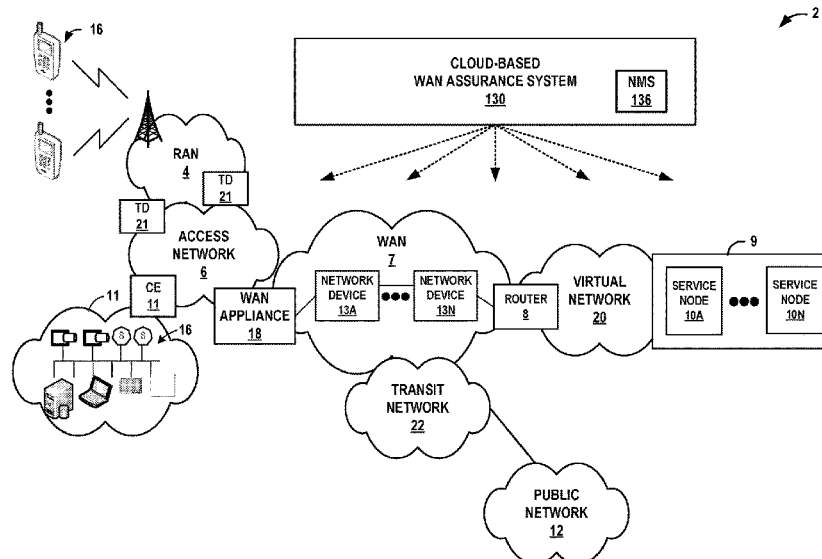 2
16
CLOUD-BASED
WAN ASSURANCE SYSTEM
130
NMS
136
RAN
4
TD
21
TD
21
ACCESS
NETWORK
6
WAN
7
9
CE
11
11
WAN
APPLIANCE
18
NETWORK
DEVICE
13A
NETWORK
DEVICE
13N
ROUTER
8
VIRTUAL
NETWORK
20
SERVICE
NODE
10A
SERVICE
NODE
10N
16
S
S
TRANSIT
NETWORK
22
PUBLIC
NETWORK
12